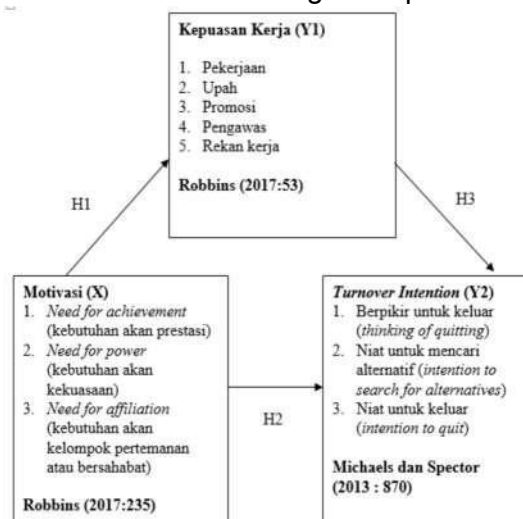 Kepuasan Kerja (Y1)
1. Pekerjaan
2. Upah
3. Promosi
4. Pengawas
5. Rekan kerja
Robbins (2017:53)
H1
H3
Motivasi (X)
1. Need for achievement
(kebutuhan akan prestasi)
2. Need for power
(kebutuhan akan
kekuasaan)
3. Need for affiliation
(kebutuhan akan
kelompok pertemanan
atau bersahabat)
Robbins (2017:235)
H2
Turnover Intention (Y2)
1. Berpikir untuk keluar
(thinking of quitting)
2. Niat untuk mencari
alternatif (intention to
search for alternatives)
3. Niat untuk keluar
(intention to quit)
Michaels dan Spector
(2013 : 870)